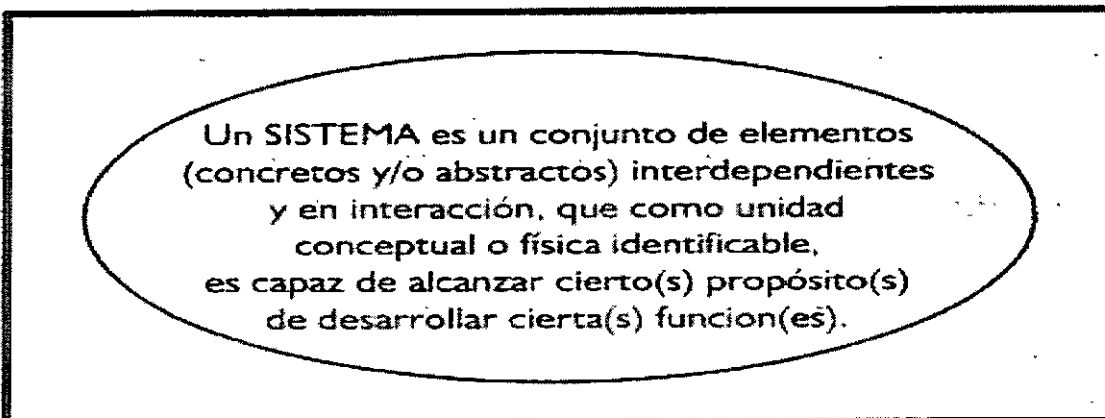 Un SISTEMA es un conjunto de elementos
(concretos y/o abstractos) interdependientes
y en interacción, que como unidad
conceptual o física identificable,
es capaz de alcanzar cierto(s) propósito(s)
de desarrollar cierta(s) funcion(es).